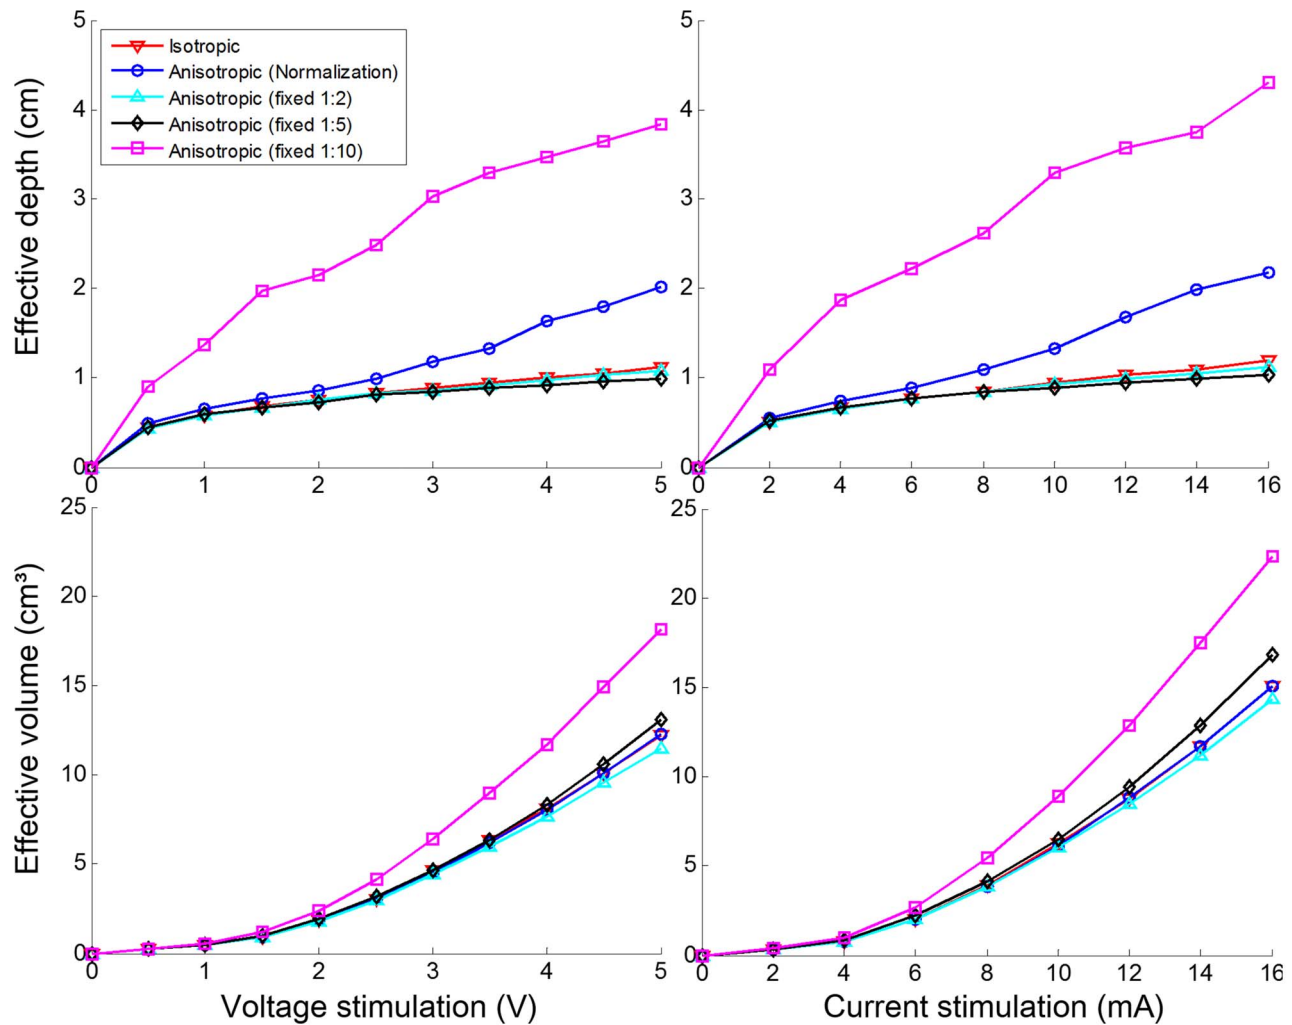 Effective depth (cm)
5
4
3
2
1
0
Isotropic
Anisotropic (Normalization)
Anisotropic (fixed 1:2)
Anisotropic (fixed 1:5)
Anisotropic (fixed 1:10)
0 1 2 3 4 5
5
4
3
2
1
0
0 2 4 6 8 10 12 14 16
Effective volume (cm³)
25
20
15
10
5
0
0 1 2 3 4 5
Voltage stimulation (V)
25
20
15
10
5
0
0 2 4 6 8 10 12 14 16
Current stimulation (mA)